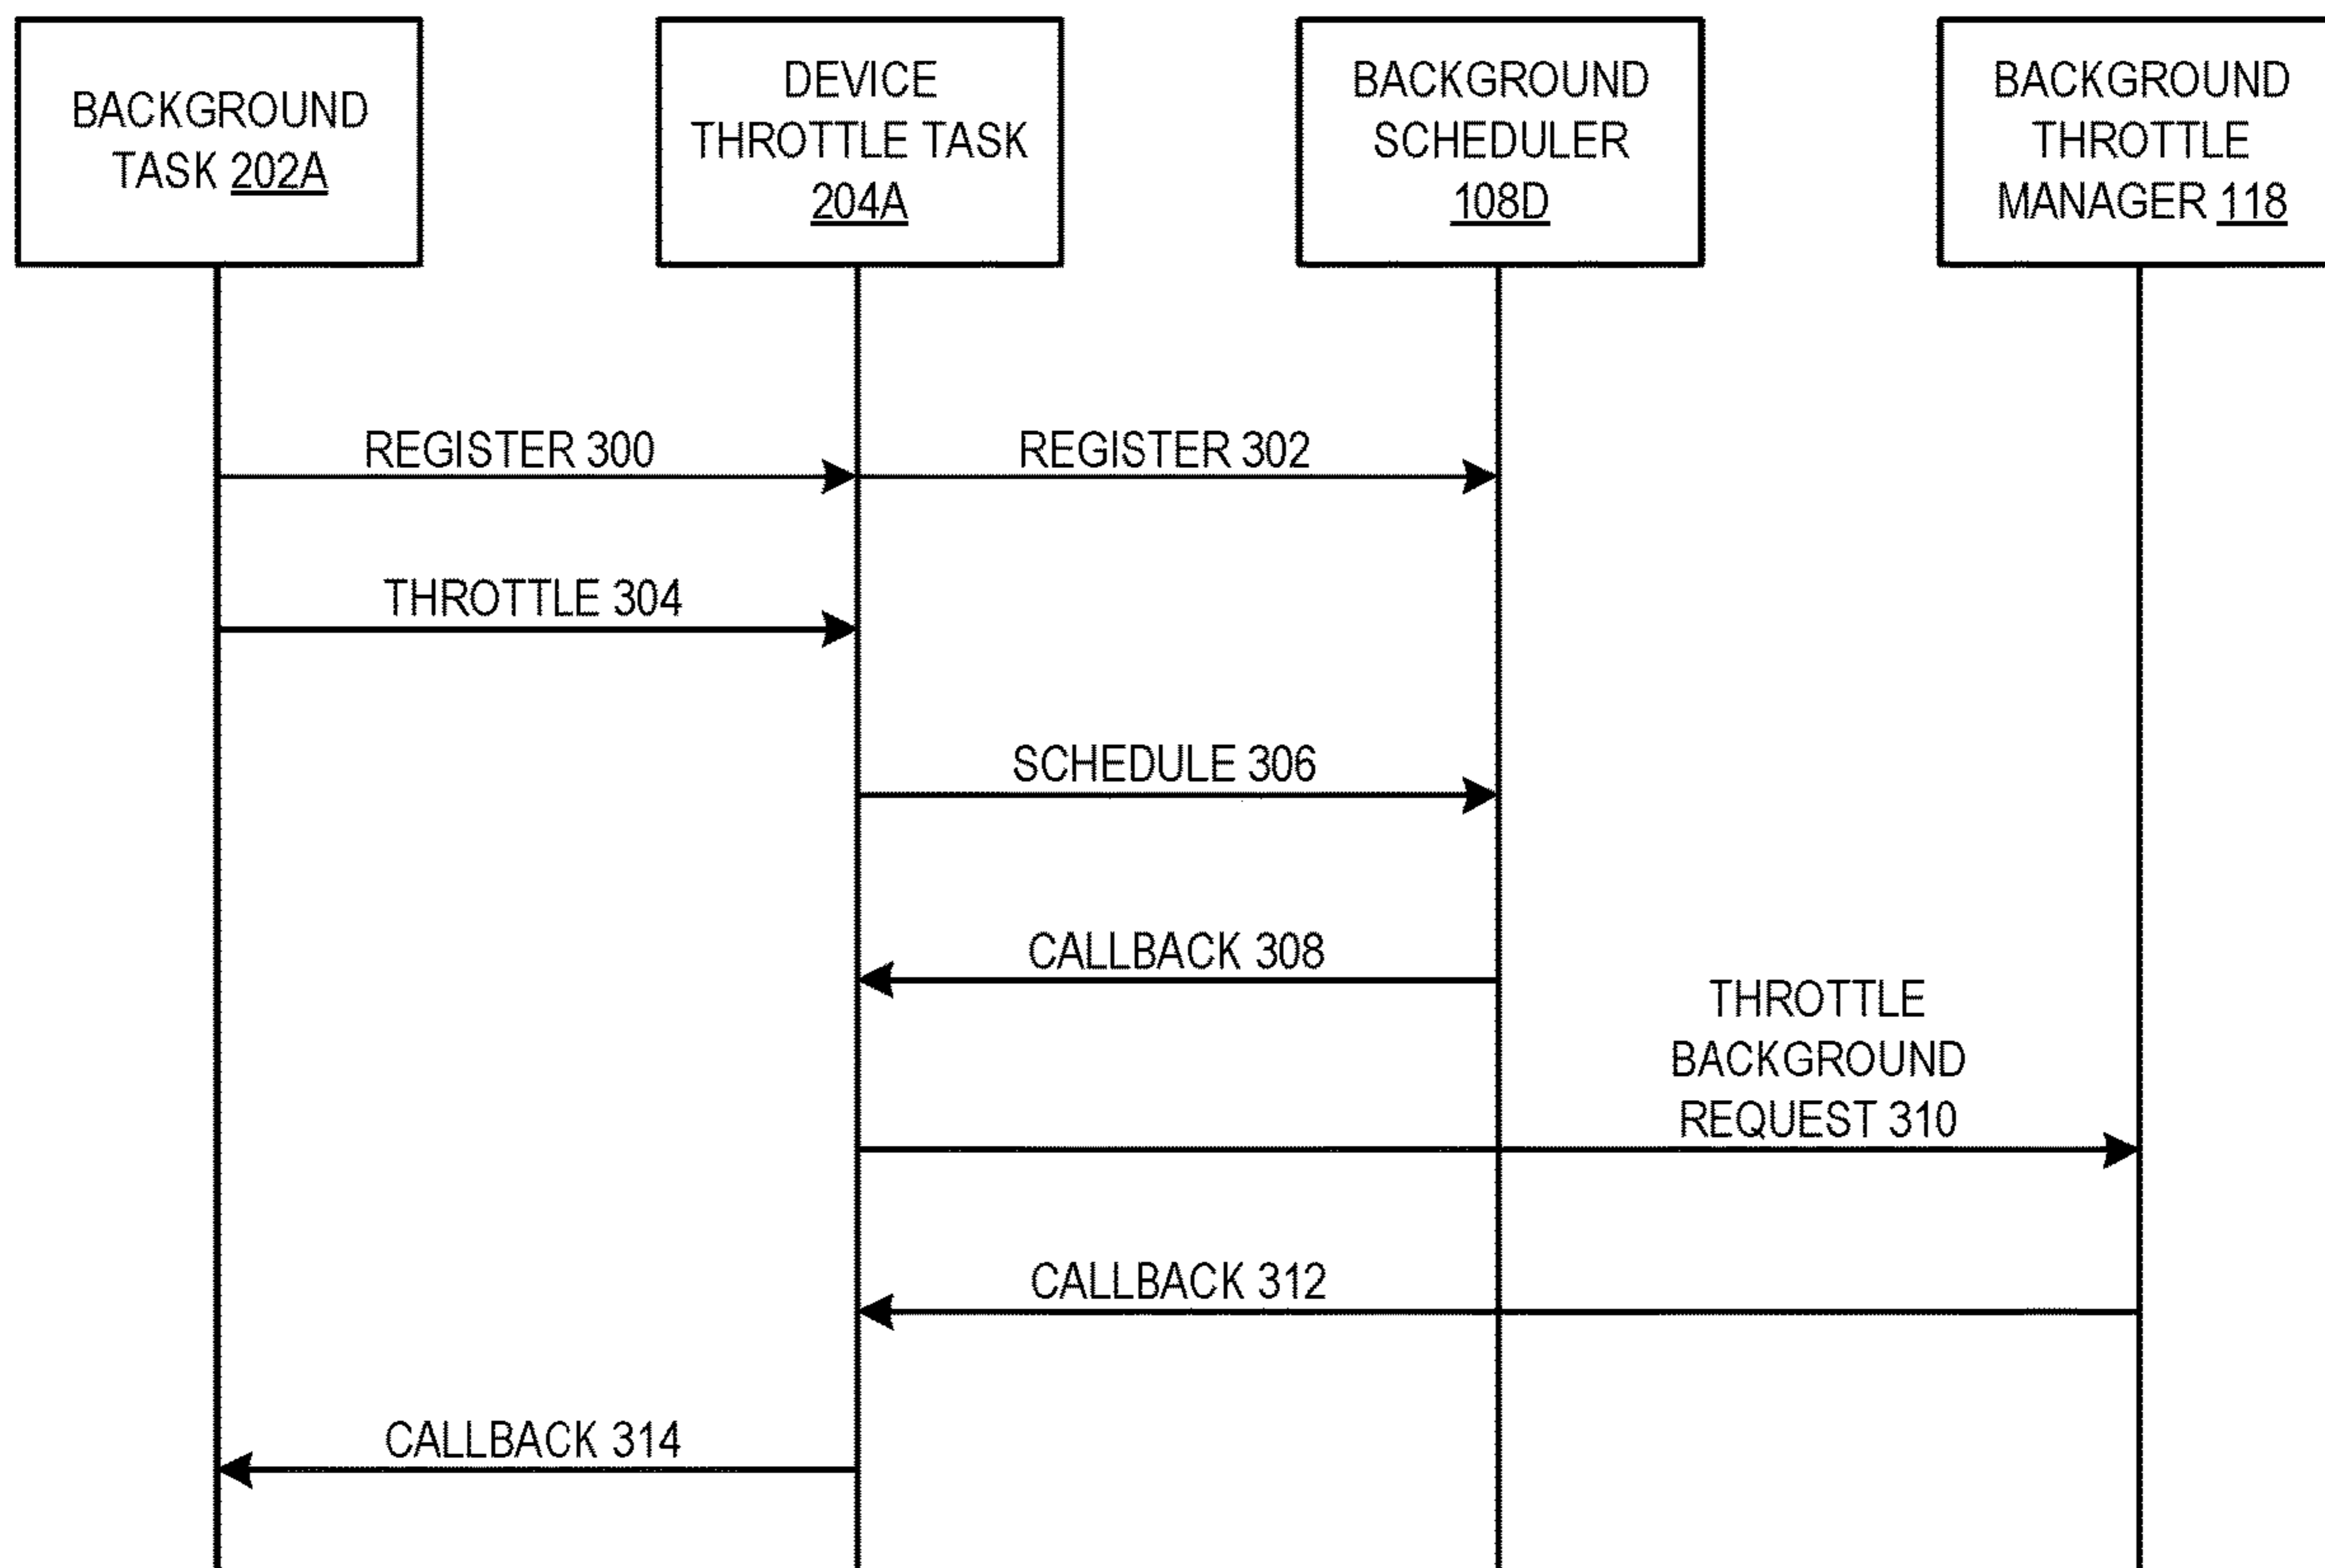 BACKGROUND
TASK 202A
DEVICE
THROTTLE TASK
204A
BACKGROUND
SCHEDULER
108D
BACKGROUND
THROTTLE
MANAGER 118
REGISTER 300
REGISTER 302
THROTTLE 304
SCHEDULE 306
CALLBACK 308
THROTTLE
BACKGROUND
REQUEST 310
CALLBACK 312
CALLBACK 314